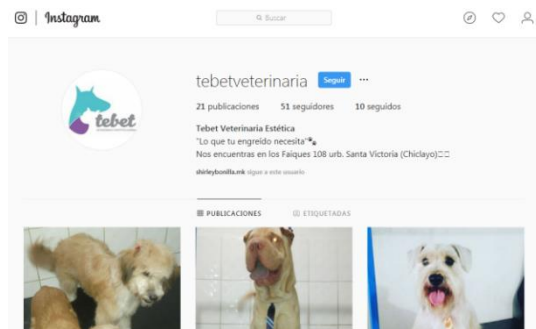 Instagram
Buscar
tebet
tebetveterinaria Seguir ...
21 publicaciones 51 seguidores 10 seguidos
Tebet Veterinaria Estética
"Lo que tu engreído necesita"
Nos encuentras en los Faiques 108 urb. Santa Victoria (Chiclayo)
shirleybonilla.mk sigue a este usuario
PUBLICACIONES ETIQUETADAS